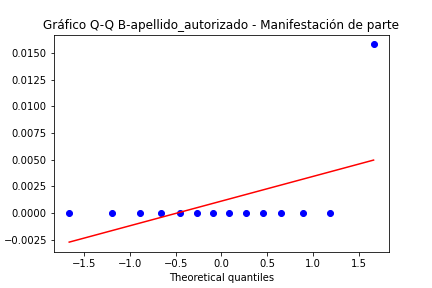 Gráfico Q-Q B-apellido_autorizado - Manifestación de parte
0.0150
0.0125
0.0100
0.0075
0.0050
0.0025
0.0000
−0.0025
−1.5 −1.0 −0.5 0.0 0.5 1.0 1.5
Theoretical quantiles